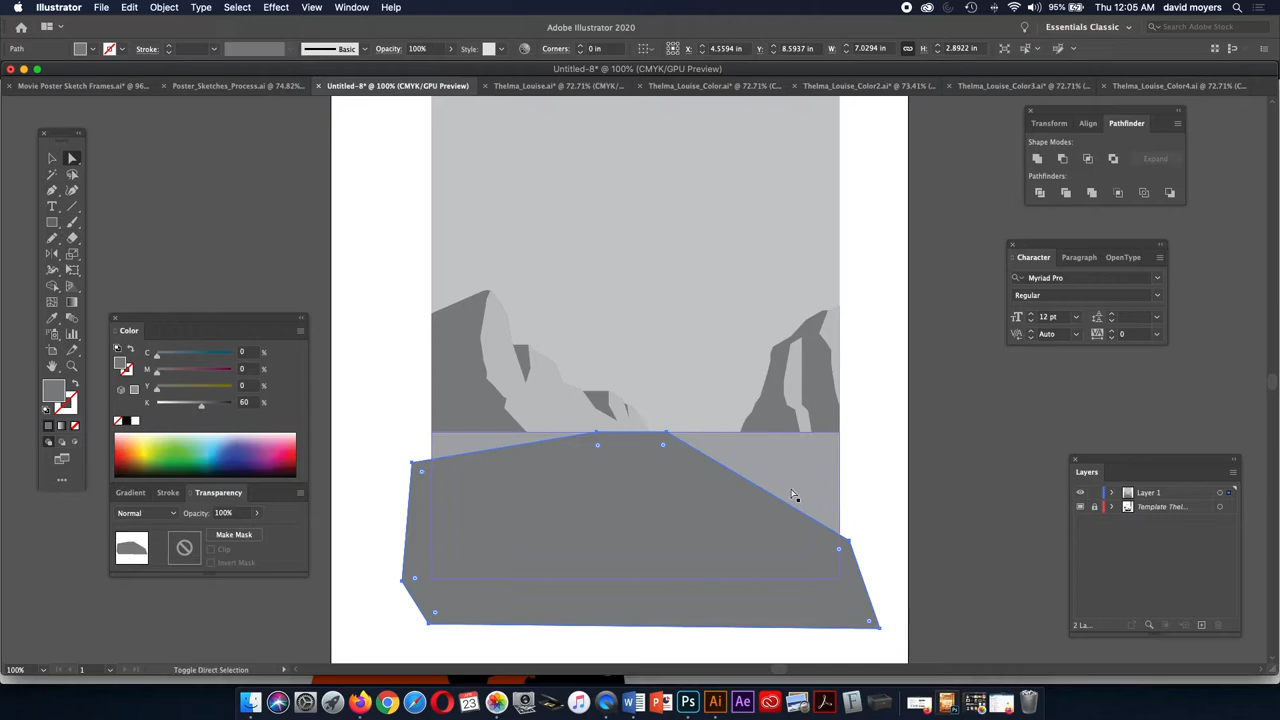 Illustrator File Edit Object Type Select Effect View Window Help
95% Thu 12:05 AM david moyers
Adobe Illustrator 2020
Essentials Classic
Search Adobe Stock
Path Stroke: Basic Opacity: 100% Style: Corners: 0 in X: 4.5594 in Y: 8.5937 in W: 7.0294 in H: 2.8922 in
Untitled-8* @ 100% (CMYK/GPU Preview)
Movie Poster Sketch Frames.ai* @ 96...
Poster_Sketches_Process.ai @ 74.82%...
Untitled-8* @ 100% (CMYK/GPU Preview)
Thelma_Louise.ai* @ 72.71% (CMYK/...
Thelma_Louise_Color.ai* @ 72.71% (C...
Thelma_Louise_Color2.ai* @ 73.41% (...
Thelma_Louise_Color3.ai* @ 72.71% (...
Thelma_Louise_Color4.ai @ 72.71% (C...
Transform Align Pathfinder
Shape Modes:
Expand
Pathfinders:
Character Paragraph OpenType
Myriad Pro
Regular
12 pt
Auto 0
Color
C 0 %
M 0 %
Y 0 %
K 60 %
Gradient Stroke Transparency
Normal Opacity: 100%
Make Mask
Clip
Invert Mask
Layers
Layer 1
Template Thel...
2 La...
100% 1 Toggle Direct Selection